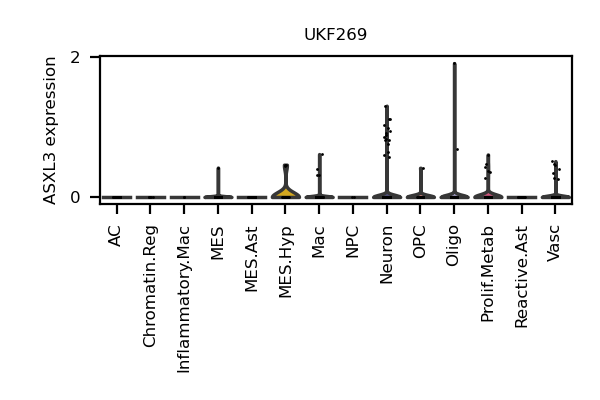 UKF269
ASXL3 expression
2
0
AC
Chromatin.Reg
Inflammatory.Mac
MES
MES.Ast
MES.Hyp
Mac
NPC
Neuron
OPC
Oligo
Prolif.Metab
Reactive.Ast
Vasc